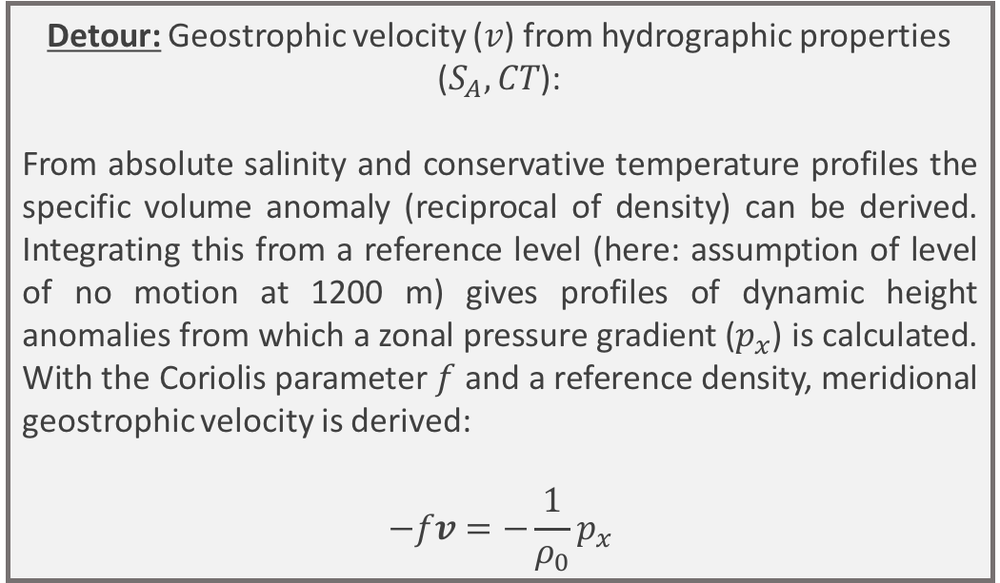 Detour: Geostrophic velocity (𝑣) from hydrographic properties
(𝑆_𝐴, 𝐶𝑇):
From absolute salinity and conservative temperature profiles the
specific volume anomaly (reciprocal of density) can be derived.
Integrating this from a reference level (here: assumption of level
of no motion at 1200 m) gives profiles of dynamic height
anomalies from which a zonal pressure gradient (𝑝ₓ) is calculated.
With the Coriolis parameter 𝑓 and a reference density, meridional
geostrophic velocity is derived:
−𝑓𝒗 = −1/𝜌₀ 𝑝ₓ